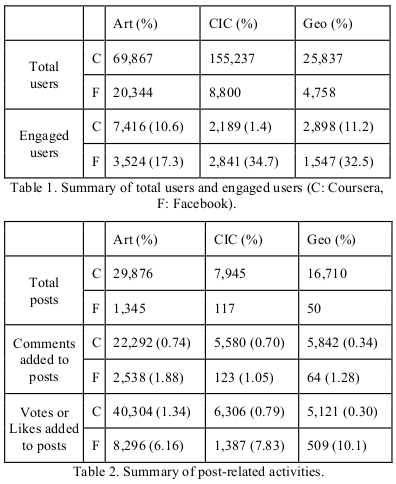 Art (%) CIC (%) Geo (%)
Total users C 69,867 155,237 25,837
F 20,344 8,800 4,758
Engaged users C 7,416 (10.6) 2,189 (1.4) 2,898 (11.2)
F 3,524 (17.3) 2,841 (34.7) 1,547 (32.5)
Table 1. Summary of total users and engaged users (C: Coursera,
F: Facebook).
Art (%) CIC (%) Geo (%)
Total posts C 29,876 7,945 16,710
F 1,345 117 50
Comments added to posts C 22,292 (0.74) 5,580 (0.70) 5,842 (0.34)
F 2,538 (1.88) 123 (1.05) 64 (1.28)
Votes or Likes added to posts C 40,304 (1.34) 6,306 (0.79) 5,121 (0.30)
F 8,296 (6.16) 1,387 (7.83) 509 (10.1)
Table 2. Summary of post-related activities.